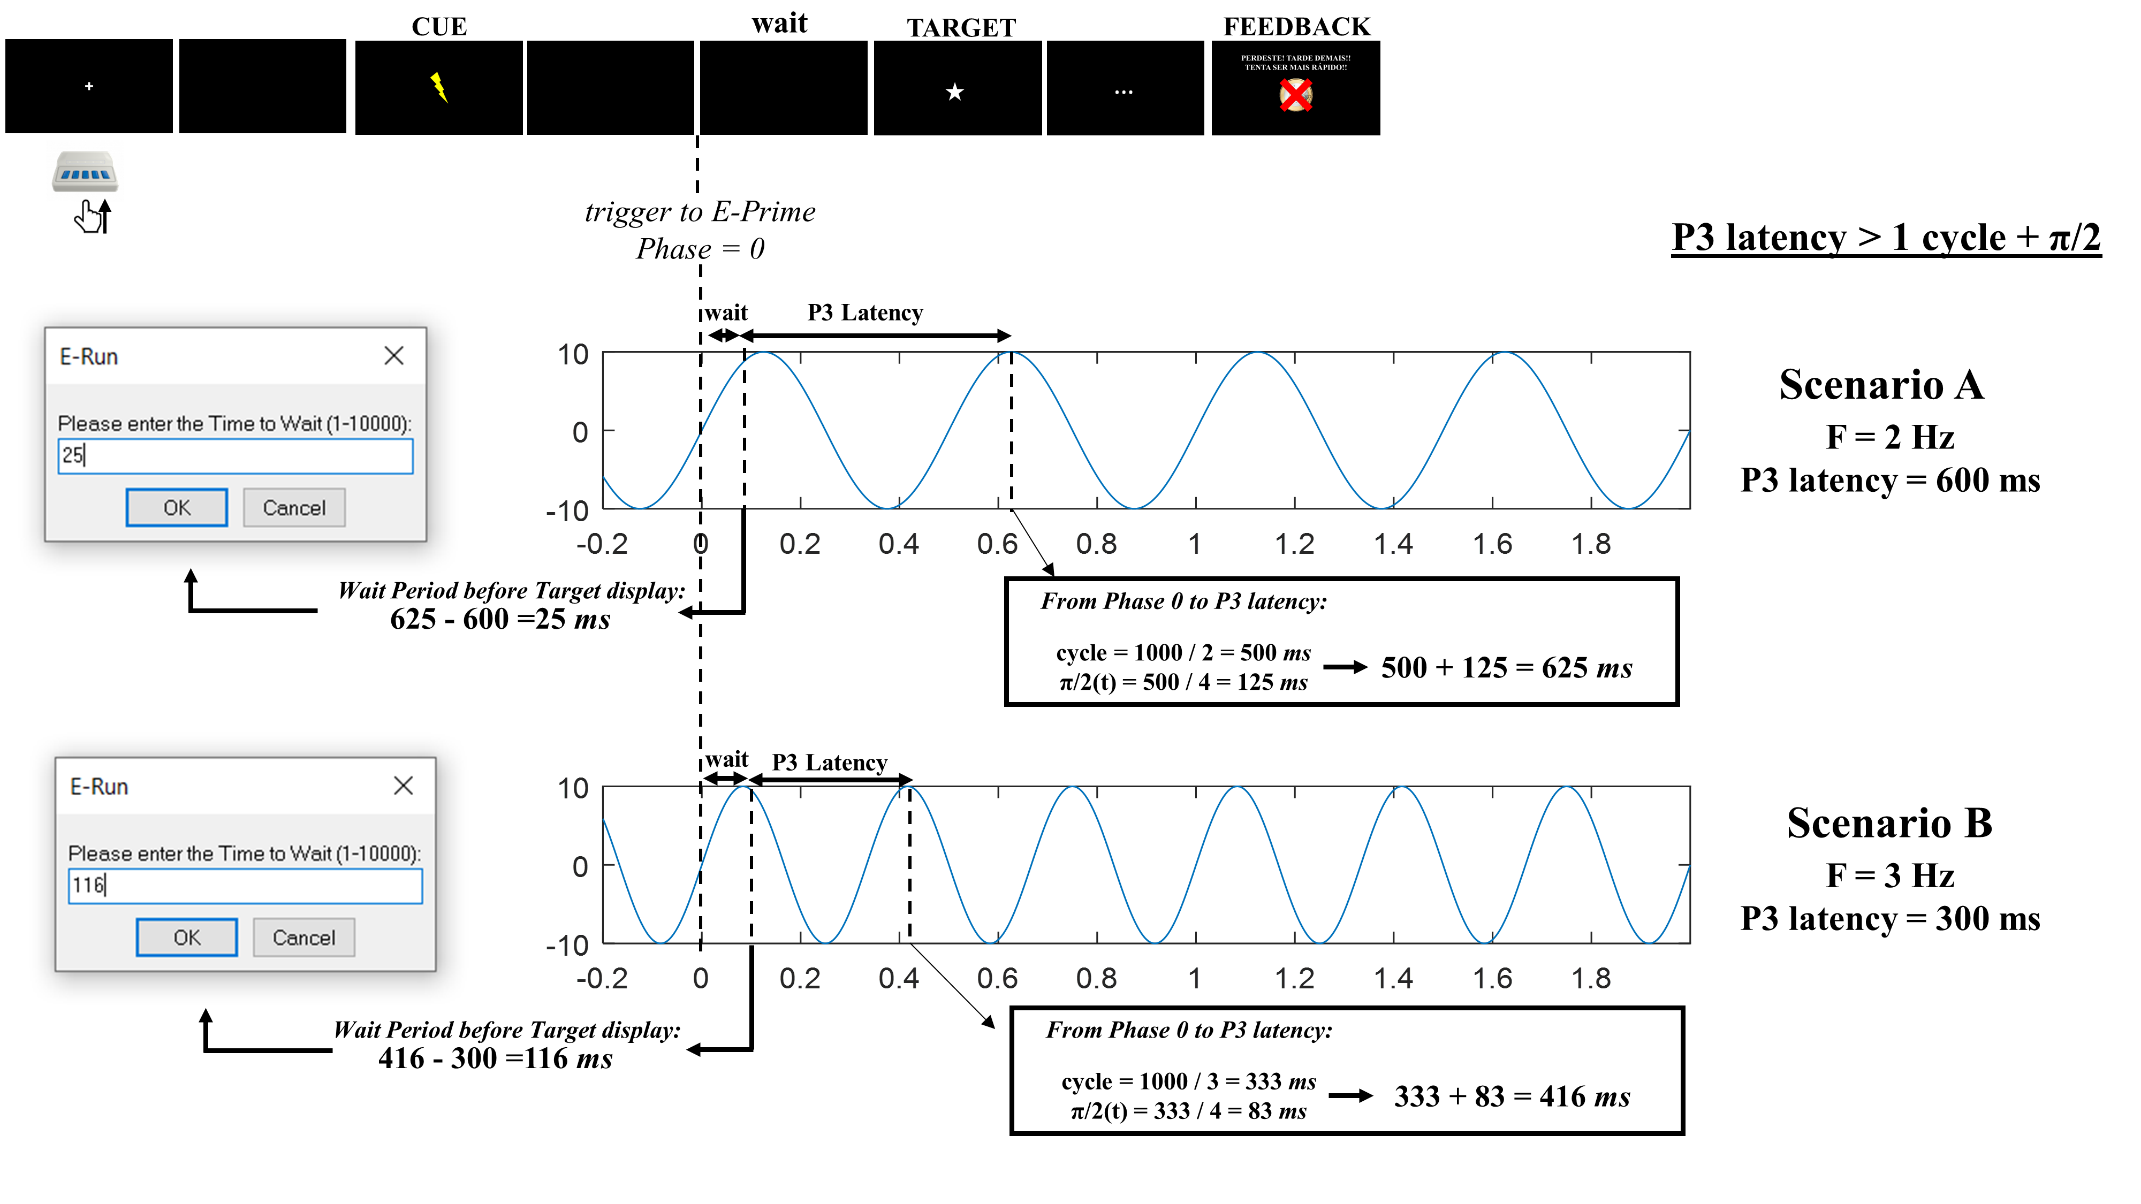 CUE
wait
TARGET
FEEDBACK
+
...
PERDESTE! TARDE DEMAIS!!
TENTA SER MAIS RÁPIDO!!
trigger to E-Prime
Phase = 0
P3 latency > 1 cycle + π/2
E-Run
Please enter the Time to Wait (1-10000):
25
OK
Cancel
wait
P3 Latency
10
0
-10
-0.2 0 0.2 0.4 0.6 0.8 1 1.2 1.4 1.6 1.8
Scenario A
F = 2 Hz
P3 latency = 600 ms
Wait Period before Target display:
625 - 600 =25 ms
From Phase 0 to P3 latency:
cycle = 1000 / 2 = 500 ms
π/2(t) = 500 / 4 = 125 ms
500 + 125 = 625 ms
E-Run
Please enter the Time to Wait (1-10000):
116
OK
Cancel
wait
P3 Latency
10
0
-10
-0.2 0 0.2 0.4 0.6 0.8 1 1.2 1.4 1.6 1.8
Scenario B
F = 3 Hz
P3 latency = 300 ms
Wait Period before Target display:
416 - 300 =116 ms
From Phase 0 to P3 latency:
cycle = 1000 / 3 = 333 ms
π/2(t) = 333 / 4 = 83 ms
333 + 83 = 416 ms